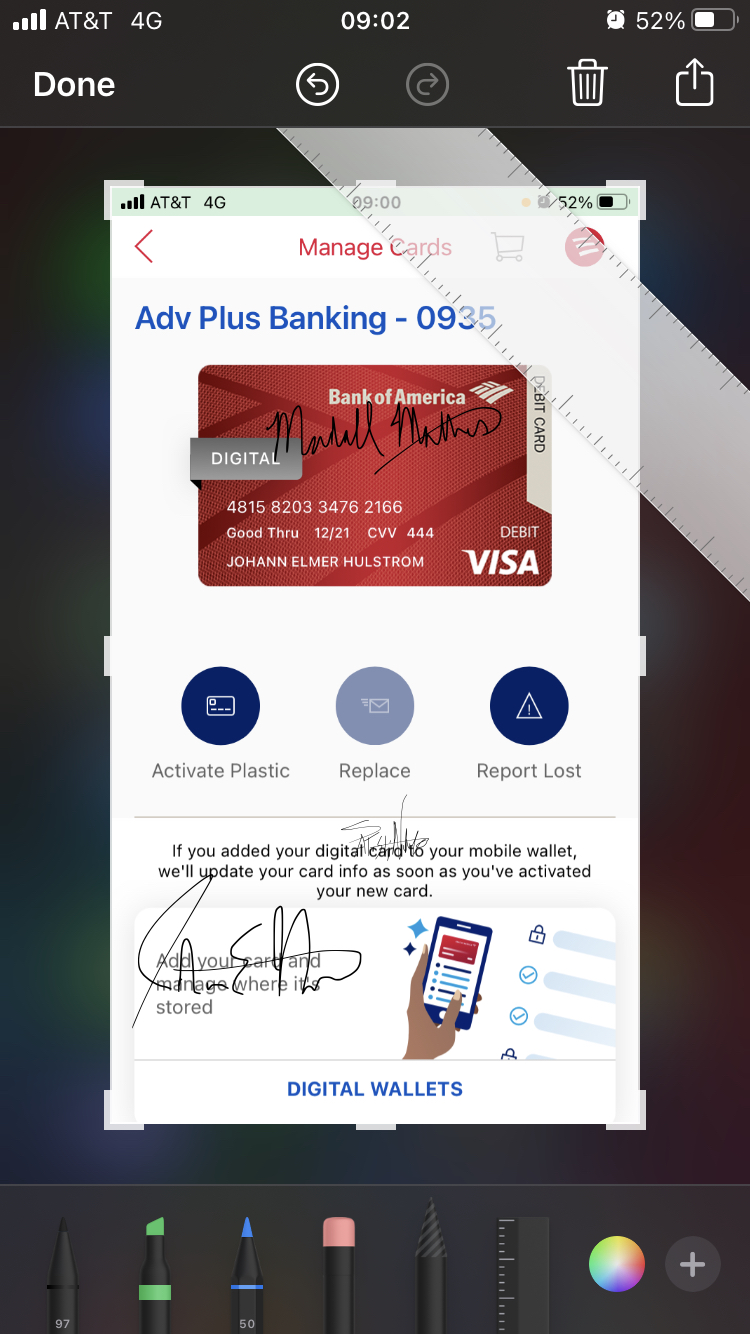 AT&T 4G 09:02 52%
Done
AT&T 4G 09:00 52%
Manage Cards
Adv Plus Banking - 0935
Bank of America
DEBIT CARD
DIGITAL
4815 8203 3476 2166
Good Thru 12/21 CVV 444
DEBIT
JOHANN ELMER HULSTROM
VISA
Activate Plastic Replace Report Lost
If you added your digital card to your mobile wallet,
we'll update your card info as soon as you've activated
your new card.
Add your card and
manage where it's
stored
DIGITAL WALLETS
97 50